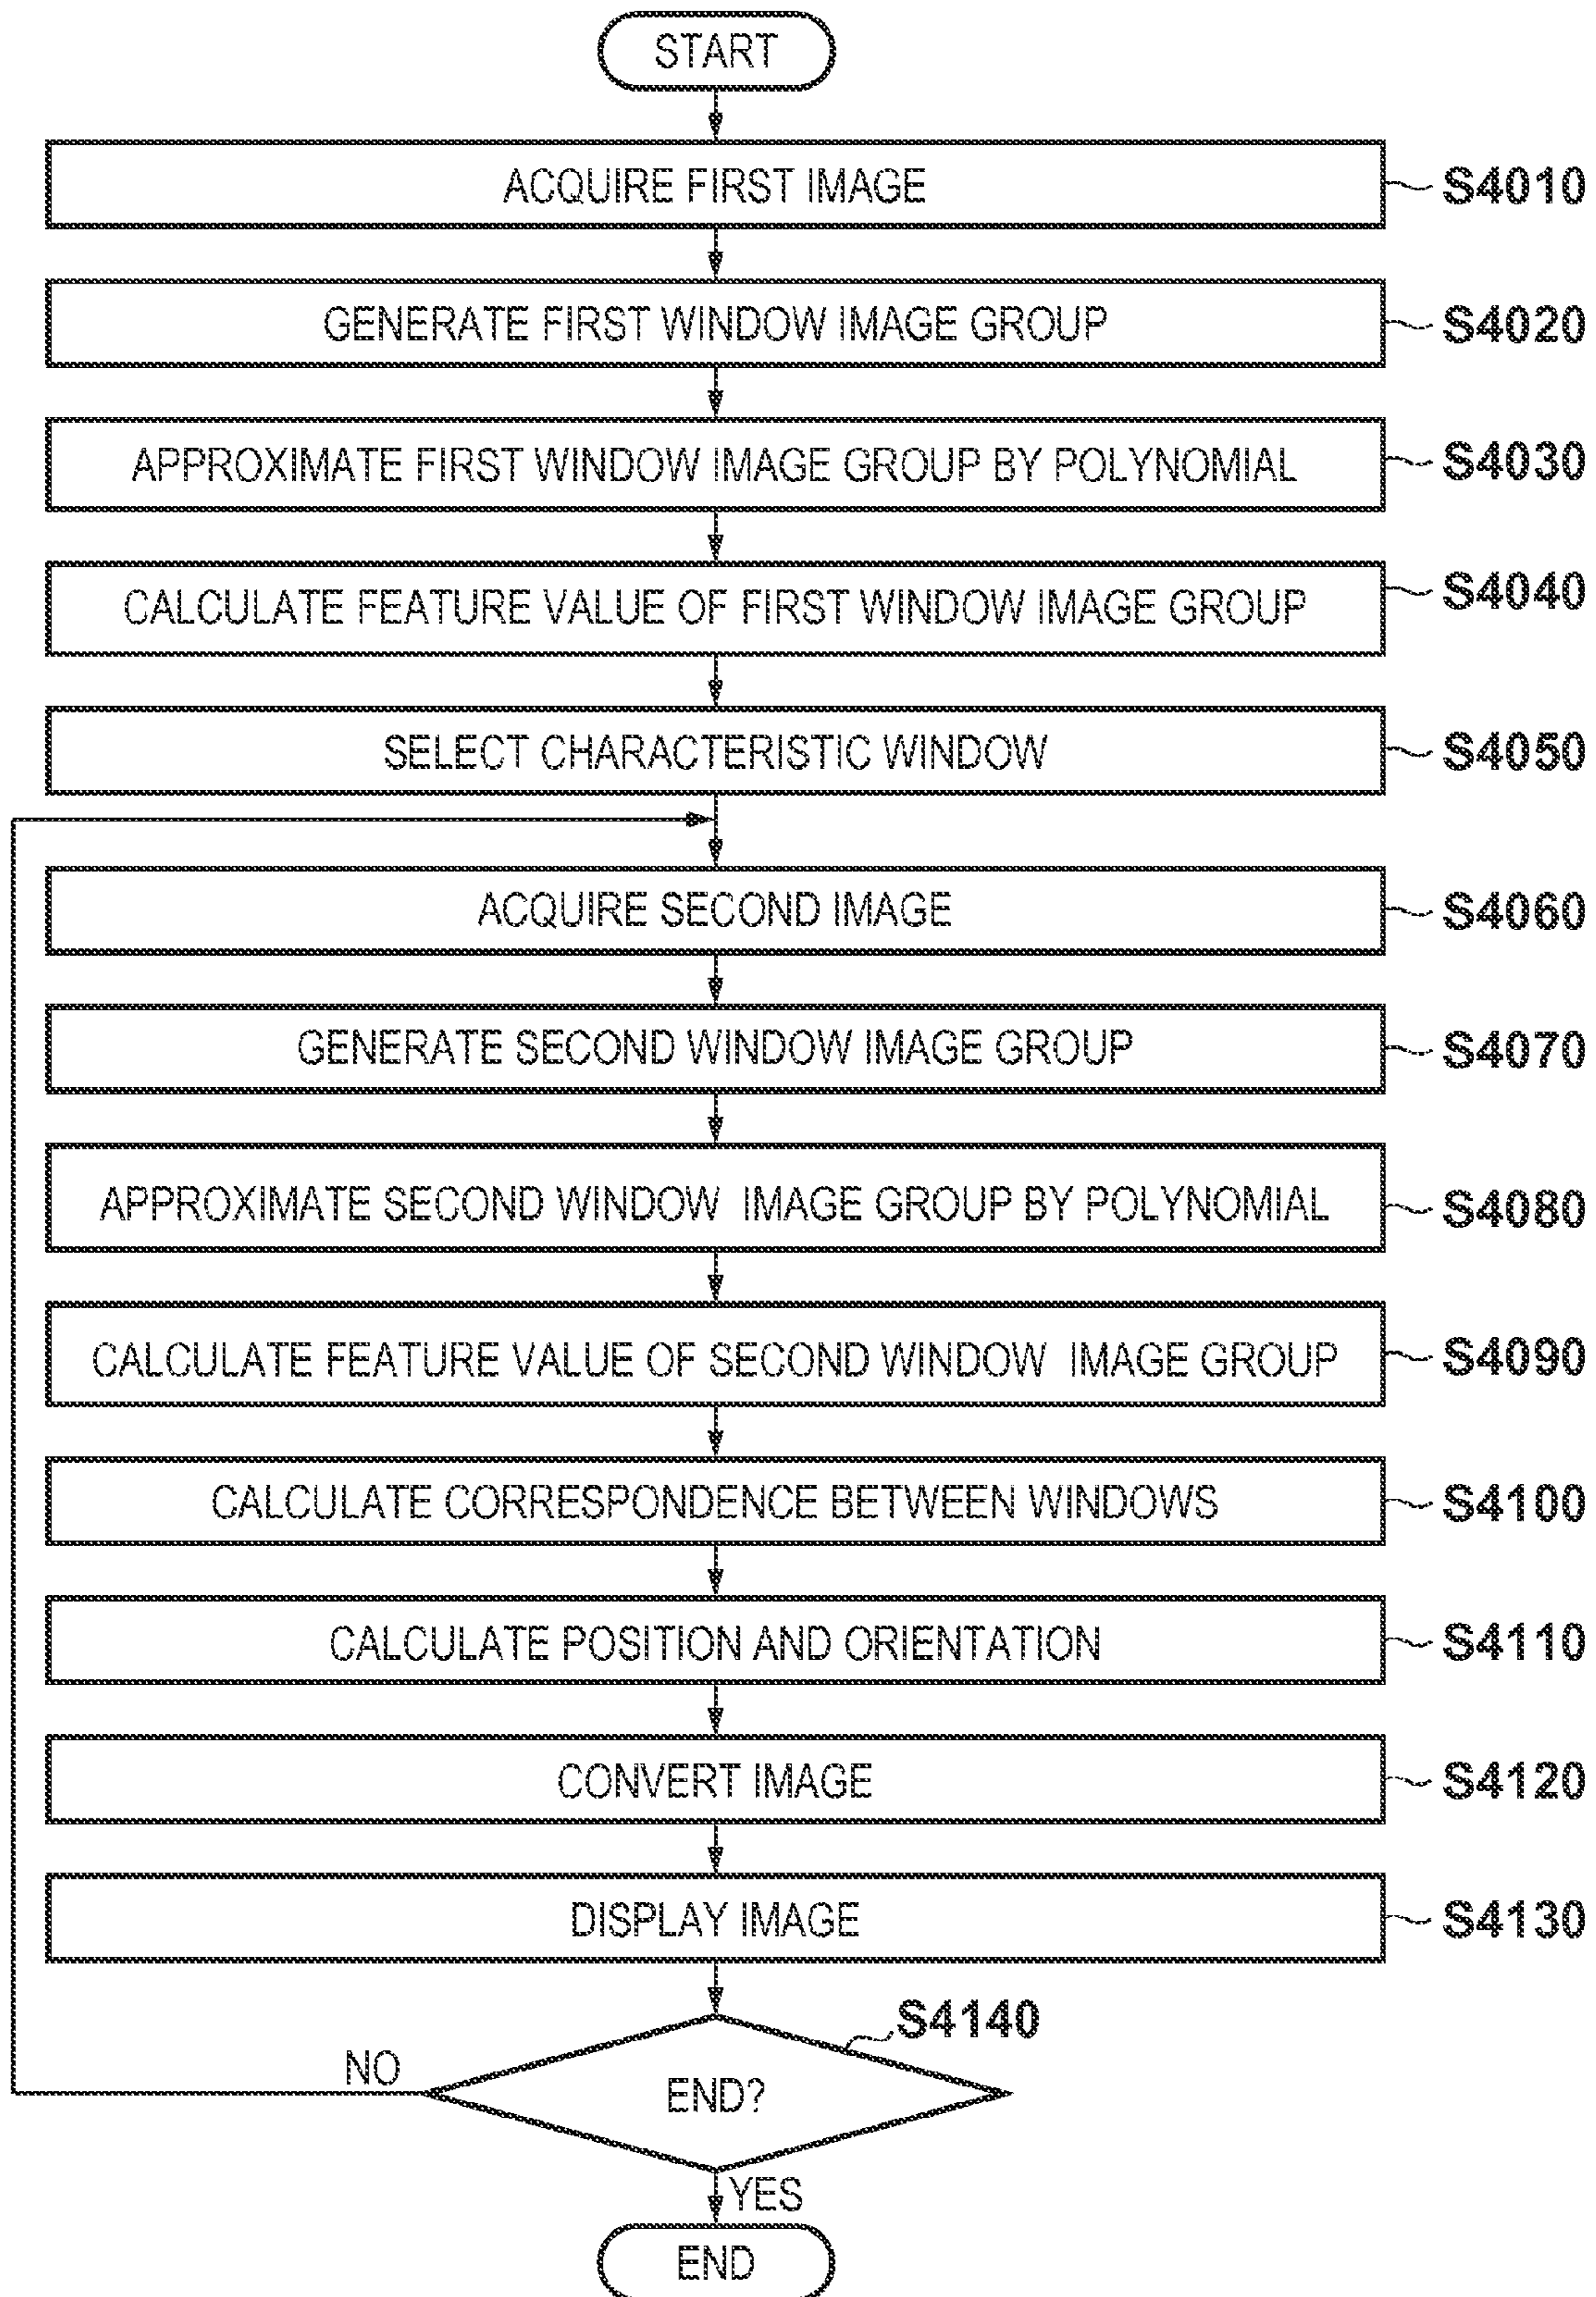 START
ACQUIRE FIRST IMAGE
S4010
GENERATE FIRST WINDOW IMAGE GROUP
S4020
APPROXIMATE FIRST WINDOW IMAGE GROUP BY POLYNOMIAL
S4030
CALCULATE FEATURE VALUE OF FIRST WINDOW IMAGE GROUP
S4040
SELECT CHARACTERISTIC WINDOW
S4050
ACQUIRE SECOND IMAGE
S4060
GENERATE SECOND WINDOW IMAGE GROUP
S4070
APPROXIMATE SECOND WINDOW IMAGE GROUP BY POLYNOMIAL
S4080
CALCULATE FEATURE VALUE OF SECOND WINDOW IMAGE GROUP
S4090
CALCULATE CORRESPONDENCE BETWEEN WINDOWS
S4100
CALCULATE POSITION AND ORIENTATION
S4110
CONVERT IMAGE
S4120
DISPLAY IMAGE
S4130
S4140
NO
END?
YES
END